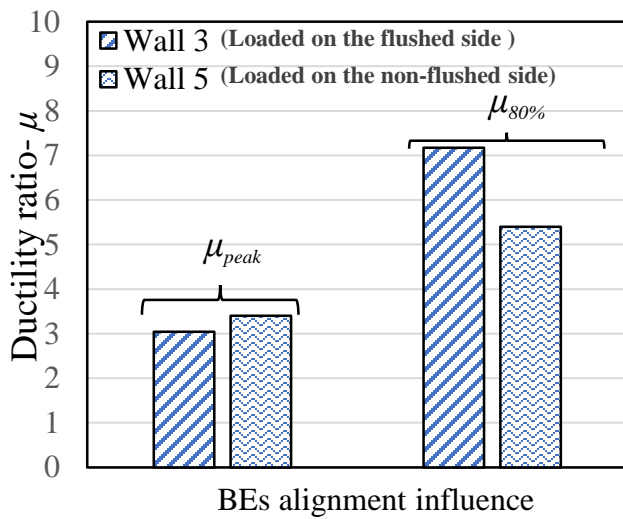 10
9
8
7
6
5
4
3
2
1
0
Ductility ratio- μ
Wall 3 (Loaded on the flushed side )
Wall 5 (Loaded on the non-flushed side)
μ80%
μpeak
BEs alignment influence